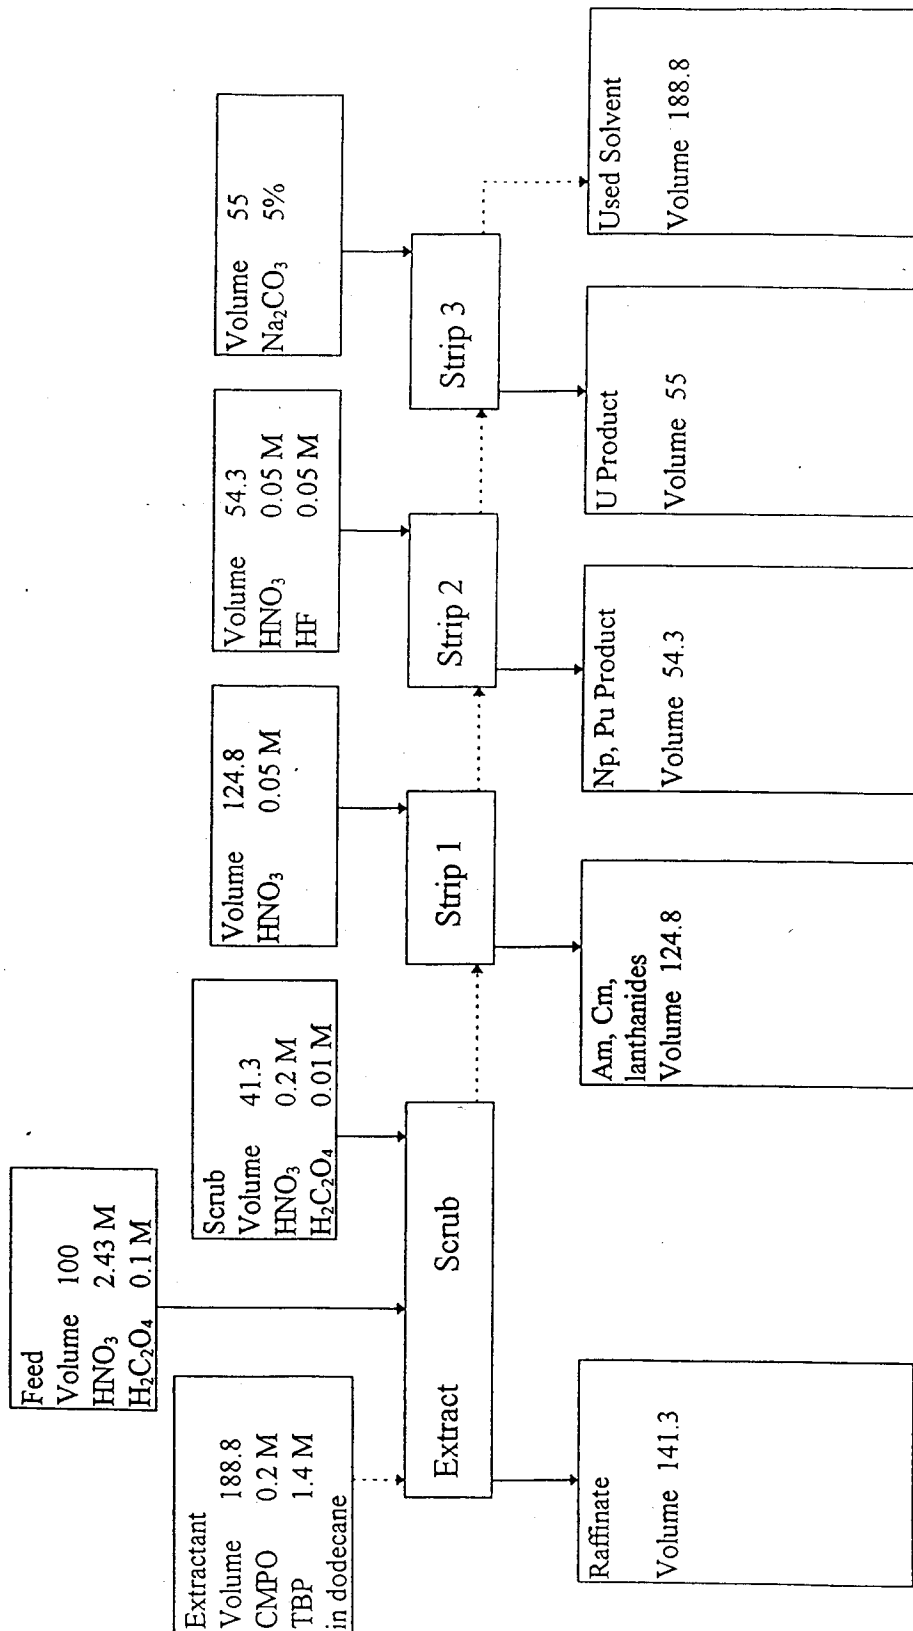 Feed
Volume 100
HNO₃ 2.43 M
H₂C₂O₄ 0.1 M
Extractant
Volume 188.8
CMPO 0.2 M
TBP 1.4 M
in dodecane
Scrub
Volume 41.3
HNO₃ 0.2 M
H₂C₂O₄ 0.01 M
Volume 124.8
HNO₃ 0.05 M
Volume 54.3
HNO₃ 0.05 M
HF 0.05 M
Volume 55
Na₂CO₃ 5%
Extract Scrub
Strip 1
Strip 2
Strip 3
Raffinate
Volume 141.3
Am, Cm,
lanthanides
Volume 124.8
Np, Pu Product
Volume 54.3
U Product
Volume 55
Used Solvent
Volume 188.8